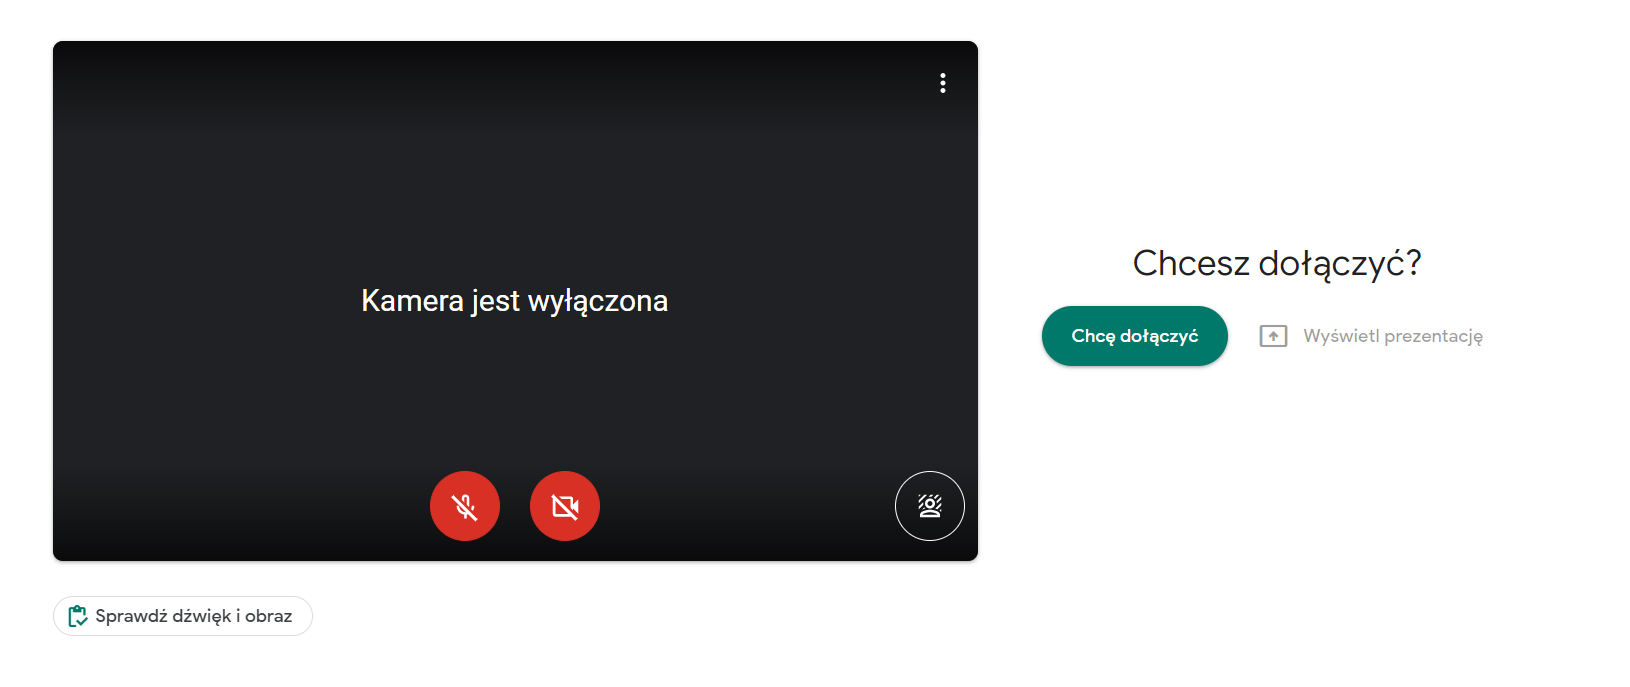 Kamera jest wyłączona
Chcesz dołączyć?
Chcę dołączyć
Wyświetl prezentację
Sprawdź dźwięk i obraz